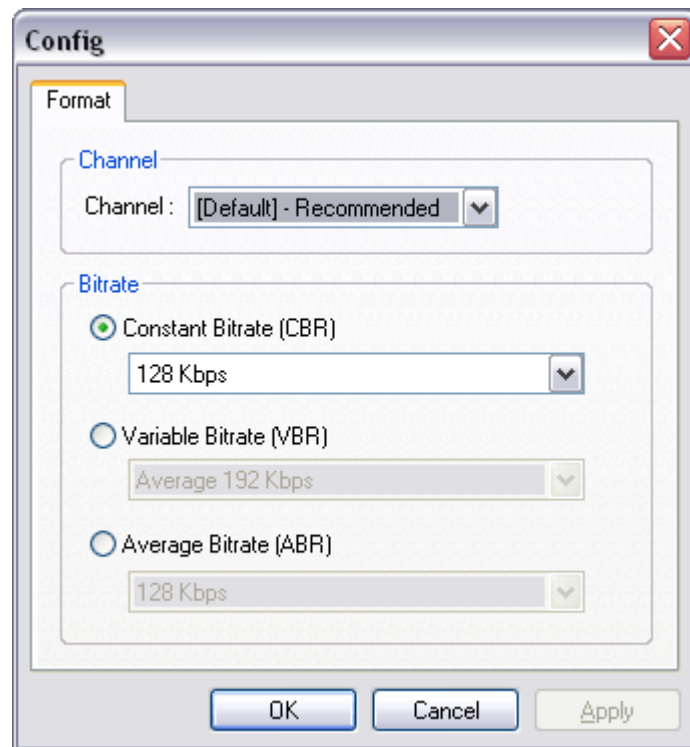 Config
Format
Channel
Channel : [Default] - Recommended
Bitrate
Constant Bitrate (CBR)
128 Kbps
Variable Bitrate (VBR)
Average 192 Kbps
Average Bitrate (ABR)
128 Kbps
OK Cancel Apply